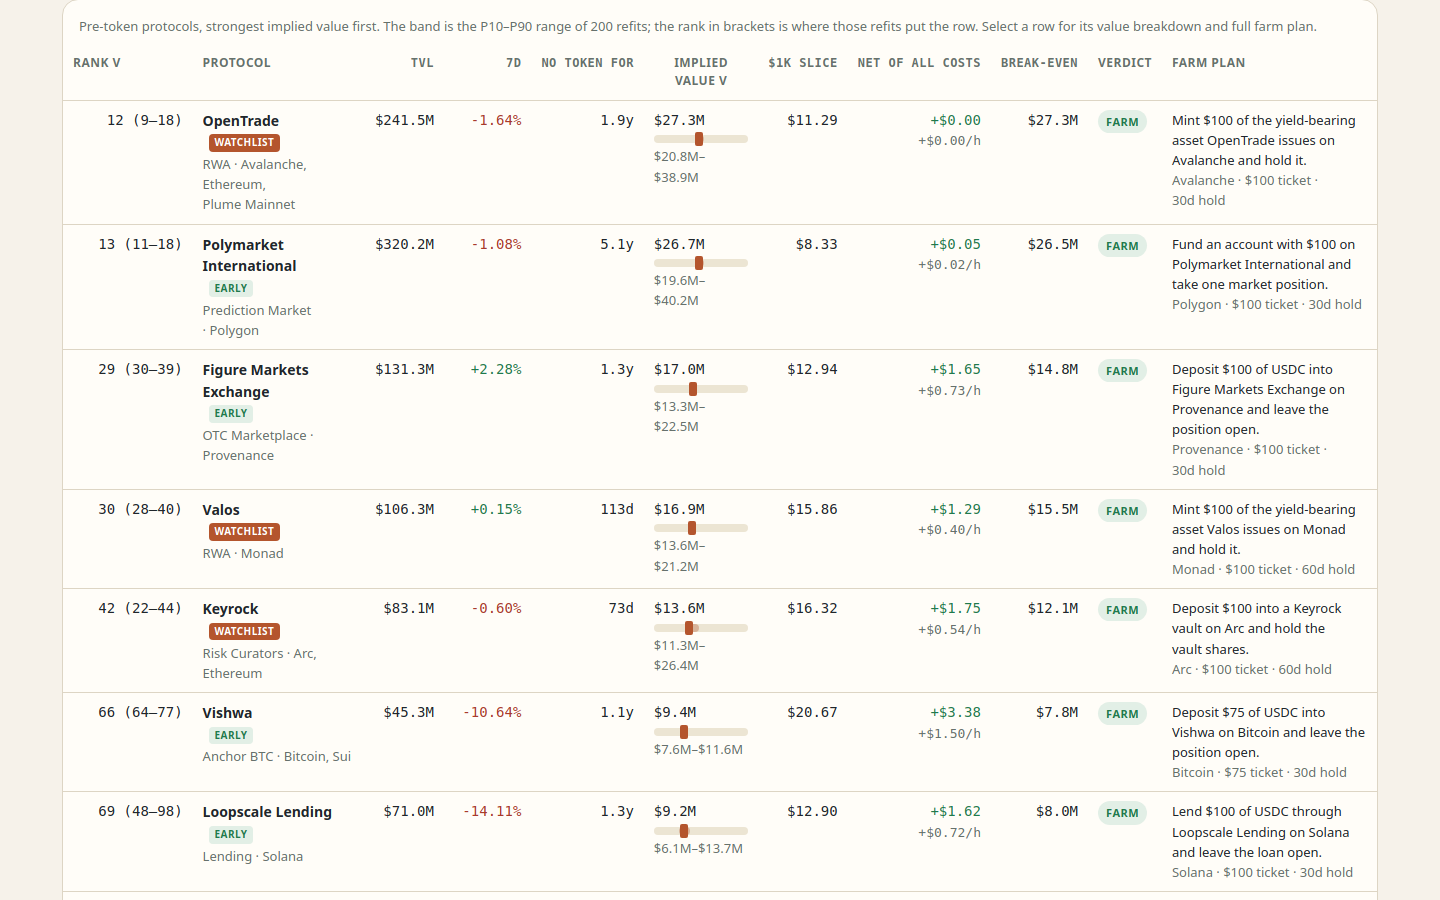 Pre-token protocols, strongest implied value first. The band is the P10–P90 range of 200 refits; the rank in brackets is where those refits put the row. Select a row for its value breakdown and full farm plan.
RANK V PROTOCOL TVL 7D NO TOKEN FOR IMPLIED VALUE V $1K SLICE NET OF ALL COSTS BREAK-EVEN VERDICT FARM PLAN
12 (9–18) OpenTrade $241.5M -1.64% 1.9y $27.3M $11.29 +$0.00 $27.3M FARM Mint $100 of the yield-bearing
WATCHLIST +$0.00/h asset OpenTrade issues on
RWA · Avalanche, $20.8M– Avalanche and hold it.
Ethereum, $38.9M Avalanche · $100 ticket ·
Plume Mainnet 30d hold
13 (11–18) Polymarket $320.2M -1.08% 5.1y $26.7M $8.33 +$0.05 $26.5M FARM Fund an account with $100 on
International +$0.02/h Polymarket International and
EARLY $19.6M– take one market position.
Prediction Market $40.2M Polygon · $100 ticket · 30d hold
· Polygon
29 (30–39) Figure Markets $131.3M +2.28% 1.3y $17.0M $12.94 +$1.65 $14.8M FARM Deposit $100 of USDC into
Exchange +$0.73/h Figure Markets Exchange on
EARLY $13.3M– Provenance and leave the
OTC Marketplace · $22.5M position open.
Provenance Provenance · $100 ticket ·
30d hold
30 (28–40) Valos $106.3M +0.15% 113d $16.9M $15.86 +$1.29 $15.5M FARM Mint $100 of the yield-bearing
WATCHLIST +$0.40/h asset Valos issues on Monad
RWA · Monad $13.6M– and hold it.
$21.2M Monad · $100 ticket · 60d hold
42 (22–44) Keyrock $83.1M -0.60% 73d $13.6M $16.32 +$1.75 $12.1M FARM Deposit $100 into a Keyrock
WATCHLIST +$0.54/h vault on Arc and hold the
Risk Curators · Arc, $11.3M– vault shares.
Ethereum $26.4M Arc · $100 ticket · 60d hold
66 (64–77) Vishwa $45.3M -10.64% 1.1y $9.4M $20.67 +$3.38 $7.8M FARM Deposit $75 of USDC into
EARLY +$1.50/h Vishwa on Bitcoin and leave the
Anchor BTC · Bitcoin, Sui $7.6M–$11.6M position open.
Bitcoin · $75 ticket · 30d hold
69 (48–98) Loopscale Lending $71.0M -14.11% 1.3y $9.2M $12.90 +$1.62 $8.0M FARM Lend $100 of USDC through
EARLY +$0.72/h Loopscale Lending on Solana
Lending · Solana $6.1M–$13.7M and leave the loan open.
Solana · $100 ticket · 30d hold